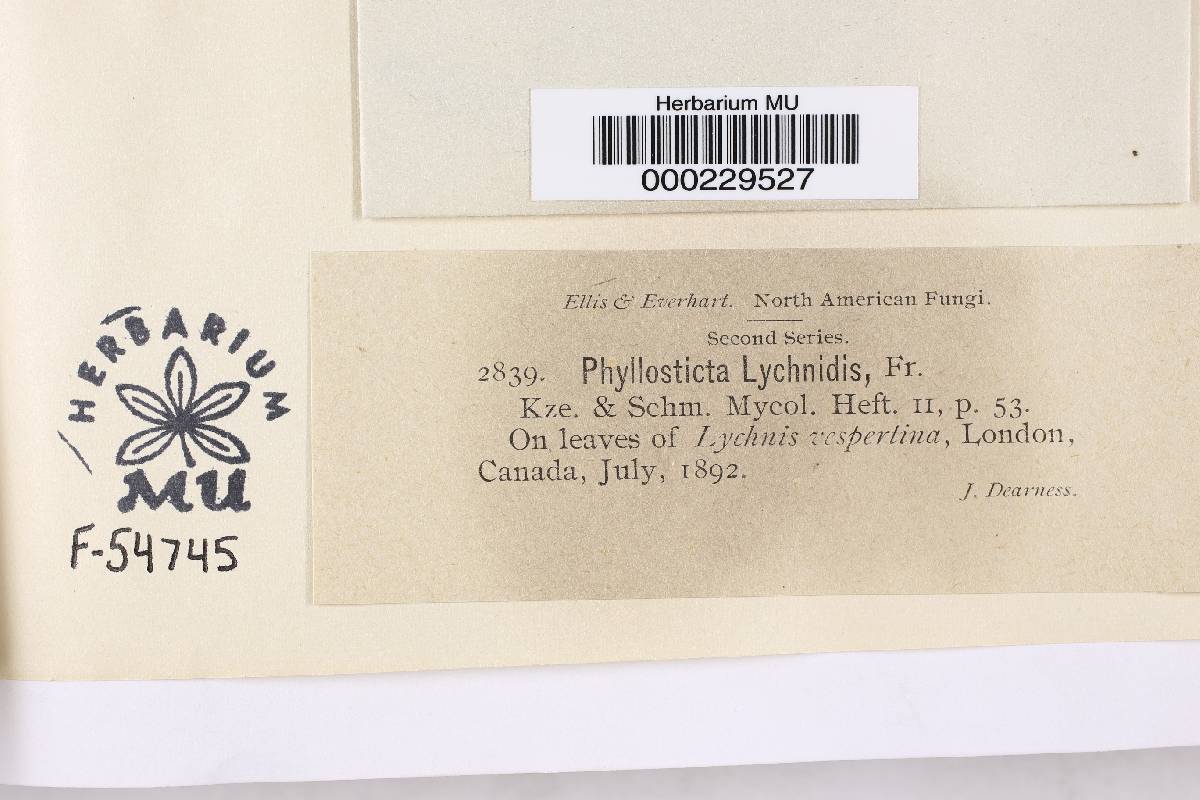 Herbarium MU
000229527
Ellis & Everhart. North American Fungi.
Second Series.
2839. Phyllosticta Lychnidis, Fr.
Kze. & Schm. Mycol. Heft. II, p. 53.
On leaves of Lychnis vespertina, London,
Canada, July, 1892.
J. Dearness.
HERBARIUM
MU
F-54745